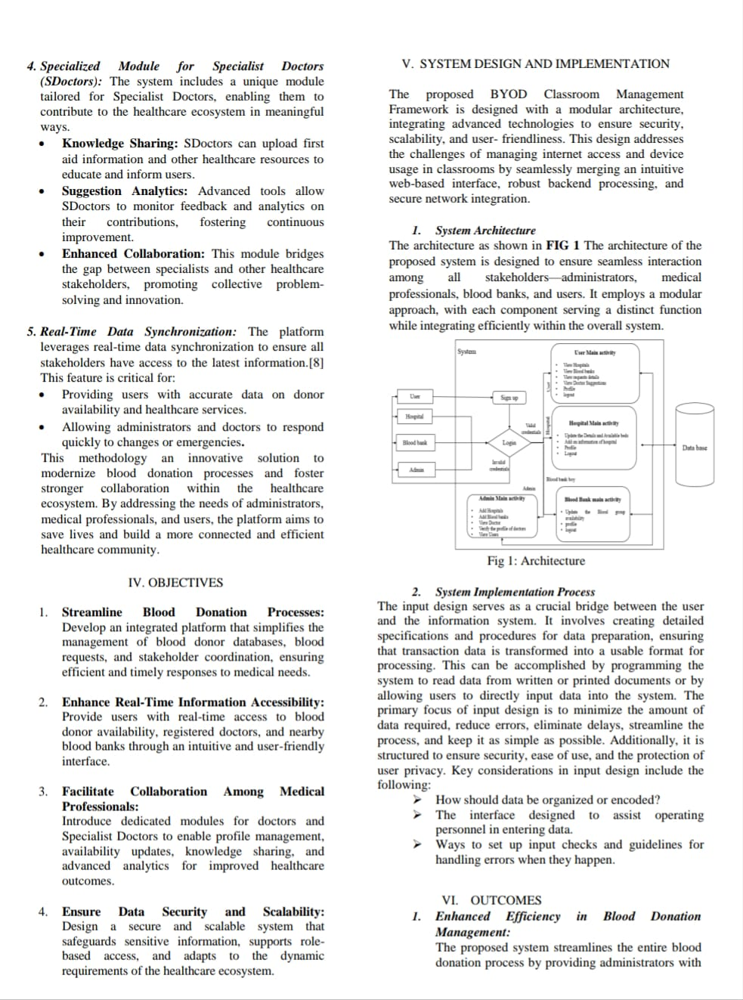 4. Specialized Module for Specialist Doctors
(SDoctors): The system includes a unique module
tailored for Specialist Doctors, enabling them to
contribute to the healthcare ecosystem in meaningful
ways.
• Knowledge Sharing: SDoctors can upload first
aid information and other healthcare resources to
educate and inform users.
• Suggestion Analytics: Advanced tools allow
SDoctors to monitor feedback and analytics on
their contributions, fostering continuous
improvement.
• Enhanced Collaboration: This module bridges
the gap between specialists and other healthcare
stakeholders, promoting collective problem-
solving and innovation.
5. Real-Time Data Synchronization: The platform
leverages real-time data synchronization to ensure all
stakeholders have access to the latest information.[8]
This feature is critical for:
• Providing users with accurate data on donor
availability and healthcare services.
• Allowing administrators and doctors to respond
quickly to changes or emergencies.
This methodology an innovative solution to
modernize blood donation processes and foster
stronger collaboration within the healthcare
ecosystem. By addressing the needs of administrators,
medical professionals, and users, the platform aims to
save lives and build a more connected and efficient
healthcare community.
IV. OBJECTIVES
1. Streamline Blood Donation Processes:
Develop an integrated platform that simplifies the
management of blood donor databases, blood
requests, and stakeholder coordination, ensuring
efficient and timely responses to medical needs.
2. Enhance Real-Time Information Accessibility:
Provide users with real-time access to blood
donor availability, registered doctors, and nearby
blood banks through an intuitive and user-friendly
interface.
3. Facilitate Collaboration Among Medical
Professionals:
Introduce dedicated modules for doctors and
Specialist Doctors to enable profile management,
availability updates, knowledge sharing, and
advanced analytics for improved healthcare
outcomes.
4. Ensure Data Security and Scalability:
Design a secure and scalable system that
safeguards sensitive information, supports role-
based access, and adapts to the dynamic
requirements of the healthcare ecosystem.
V. SYSTEM DESIGN AND IMPLEMENTATION
The proposed BYOD Classroom Management
Framework is designed with a modular architecture,
integrating advanced technologies to ensure security,
scalability, and user- friendliness. This design addresses
the challenges of managing internet access and device
usage in classrooms by seamlessly merging an intuitive
web-based interface, robust backend processing, and
secure network integration.
1. System Architecture
The architecture as shown in FIG 1 The architecture of the
proposed system is designed to ensure seamless interaction
among all stakeholders—administrators, medical
professionals, blood banks, and users. It employs a modular
approach, with each component serving a distinct function
while integrating efficiently within the overall system.
System
User
Hospital
Blood bank
Admin
Sign up
Login
Valid
credentials
Invalid
credentials
User
Hospital
Blood bank
Admin
User Main activity
• View Hospitals
• View Blood banks
• View requests details
• View Doctor Suggestions
• Profile
• logout
Hospital Main activity
• Update the Details and Available beds
• Add on information of hospital
• Profile
• Logout
Blood Bank main activity
• Update the Blood group
availability
• profile
• logout
Admin Main activity
• Add Hospitals
• Add Blood banks
• View Doctor
• Verify the profile of doctors
• View Users
Data base
Fig 1: Architecture
2. System Implementation Process
The input design serves as a crucial bridge between the user
and the information system. It involves creating detailed
specifications and procedures for data preparation, ensuring
that transaction data is transformed into a usable format for
processing. This can be accomplished by programming the
system to read data from written or printed documents or by
allowing users to directly input data into the system. The
primary focus of input design is to minimize the amount of
data required, reduce errors, eliminate delays, streamline the
process, and keep it as simple as possible. Additionally, it is
structured to ensure security, ease of use, and the protection of
user privacy. Key considerations in input design include the
following:
➢ How should data be organized or encoded?
➢ The interface designed to assist operating
personnel in entering data.
➢ Ways to set up input checks and guidelines for
handling errors when they happen.
VI. OUTCOMES
1. Enhanced Efficiency in Blood Donation
Management:
The proposed system streamlines the entire blood
donation process by providing administrators with